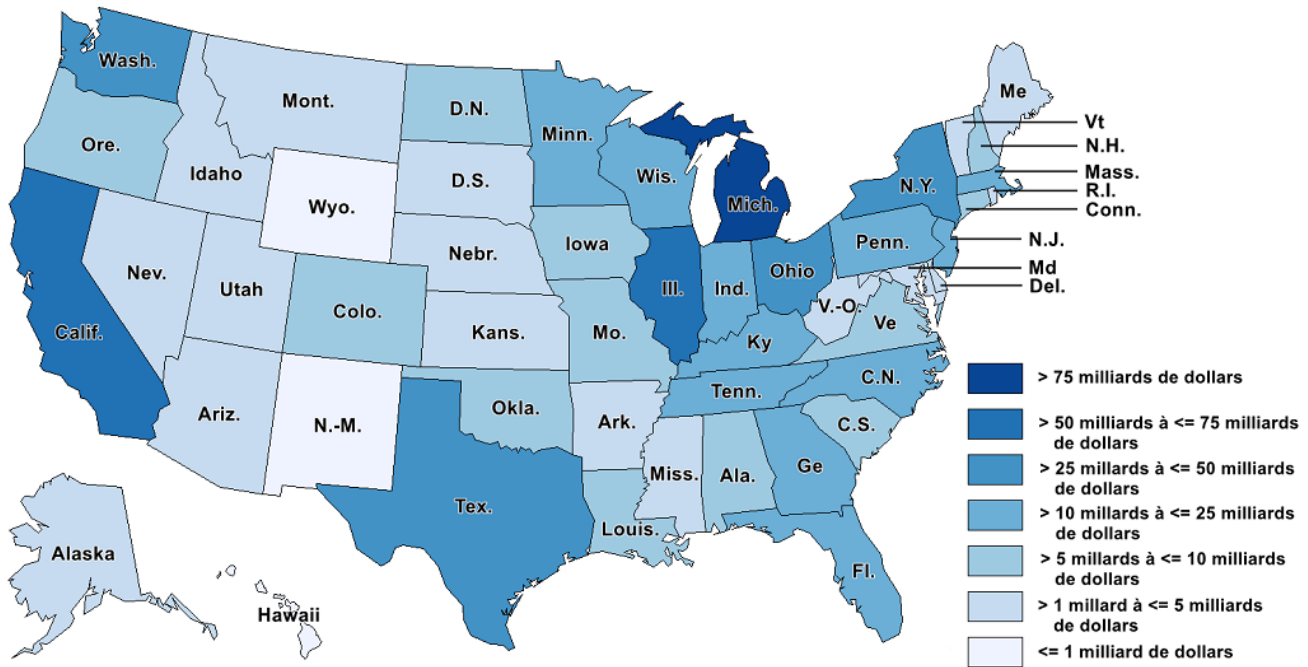 Wash.
Mont.
D.N.
Minn.
Me
Vt
Ore.
N.H.
Idaho
D.S.
Wis.
Mass.
N.Y.
R.I.
Wyo.
Mich.
Conn.
Nebr.
Iowa
Penn.
N.J.
Nev.
Utah
Ill.
Ind.
Ohio
Md
Del.
Colo.
Calif.
Kans.
Mo.
V.-O.
Ve
Ky
C.N.
Ariz.
N.-M.
Okla.
Ark.
Tenn.
C.S.
Tex.
Louis.
Miss.
Ala.
Ge
Fl.
Alaska
Hawaii
> 75 milliards de dollars
> 50 milliards à <= 75 milliards
de dollars
> 25 millards à <= 50 milliards
de dollars
> 10 millards à <= 25 milliards
de dollars
> 5 millards à <= 10 milliards
de dollars
> 1 millard à <= 5 milliards
de dollars
<= 1 milliard de dollars